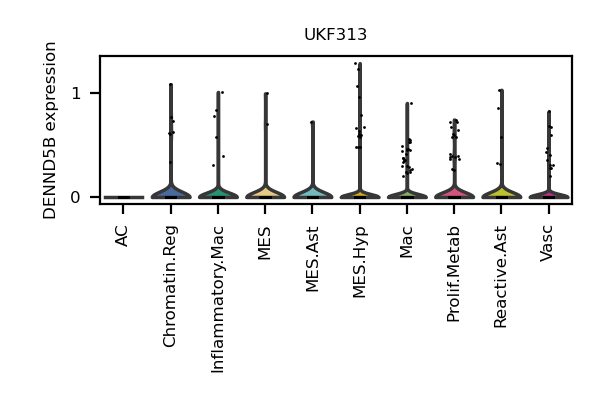 UKF313
DENND5B expression
1
0
AC
Chromatin.Reg
Inflammatory.Mac
MES
MES.Ast
MES.Hyp
Mac
Prolif.Metab
Reactive.Ast
Vasc